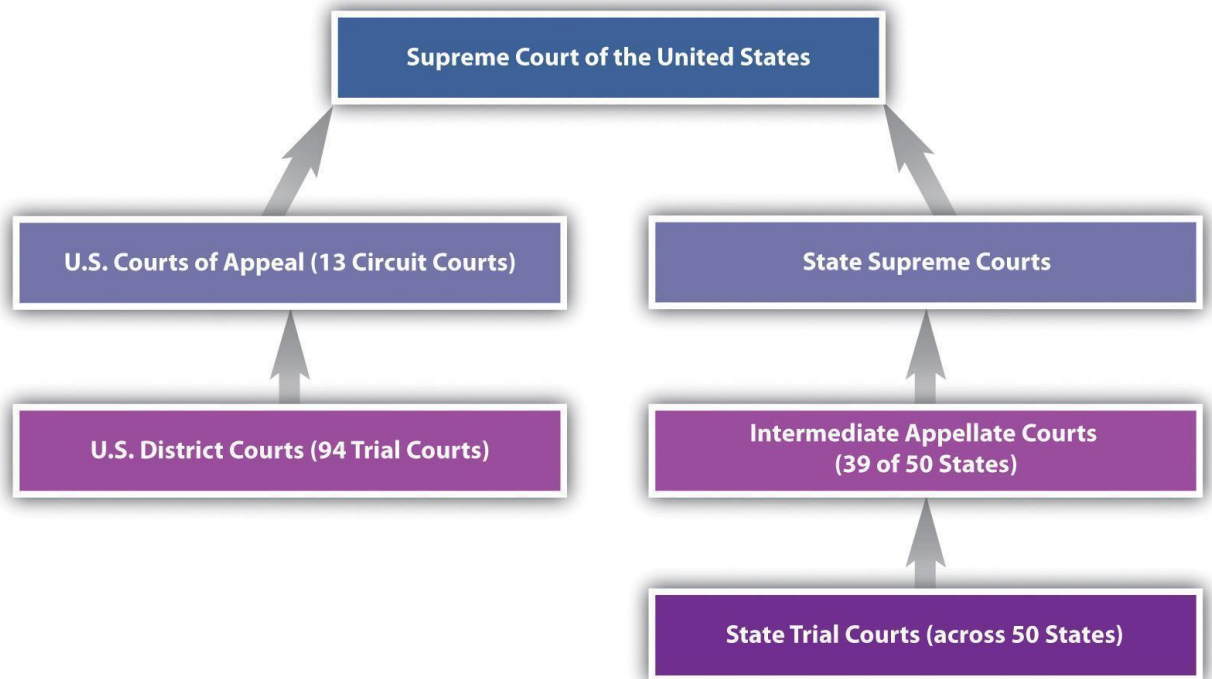 Supreme Court of the United States
U.S. Courts of Appeal (13 Circuit Courts)
State Supreme Courts
U.S. District Courts (94 Trial Courts)
Intermediate Appellate Courts
(39 of 50 States)
State Trial Courts (across 50 States)